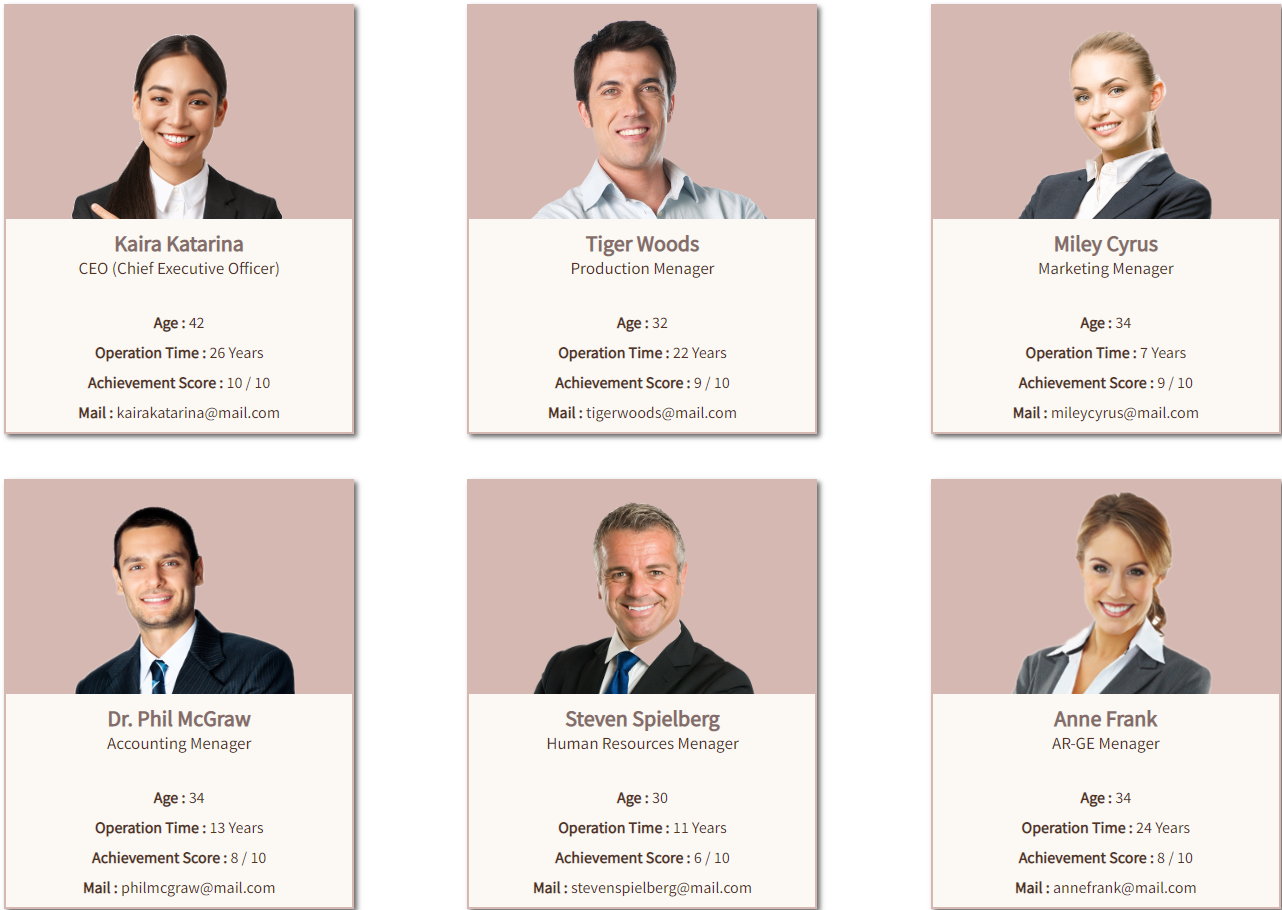 Kaira Katarina
CEO (Chief Executive Officer)
Age : 42
Operation Time : 26 Years
Achievement Score : 10 / 10
Mail : kairakatarina@mail.com
Tiger Woods
Production Menager
Age : 32
Operation Time : 22 Years
Achievement Score : 9 / 10
Mail : tigerwoods@mail.com
Miley Cyrus
Marketing Menager
Age : 34
Operation Time : 7 Years
Achievement Score : 9 / 10
Mail : mileycyrus@mail.com
Dr. Phil McGraw
Accounting Menager
Age : 34
Operation Time : 13 Years
Achievement Score : 8 / 10
Mail : philmcgraw@mail.com
Steven Spielberg
Human Resources Menager
Age : 30
Operation Time : 11 Years
Achievement Score : 6 / 10
Mail : stevenspielberg@mail.com
Anne Frank
AR-GE Menager
Age : 34
Operation Time : 24 Years
Achievement Score : 8 / 10
Mail : annefrank@mail.com